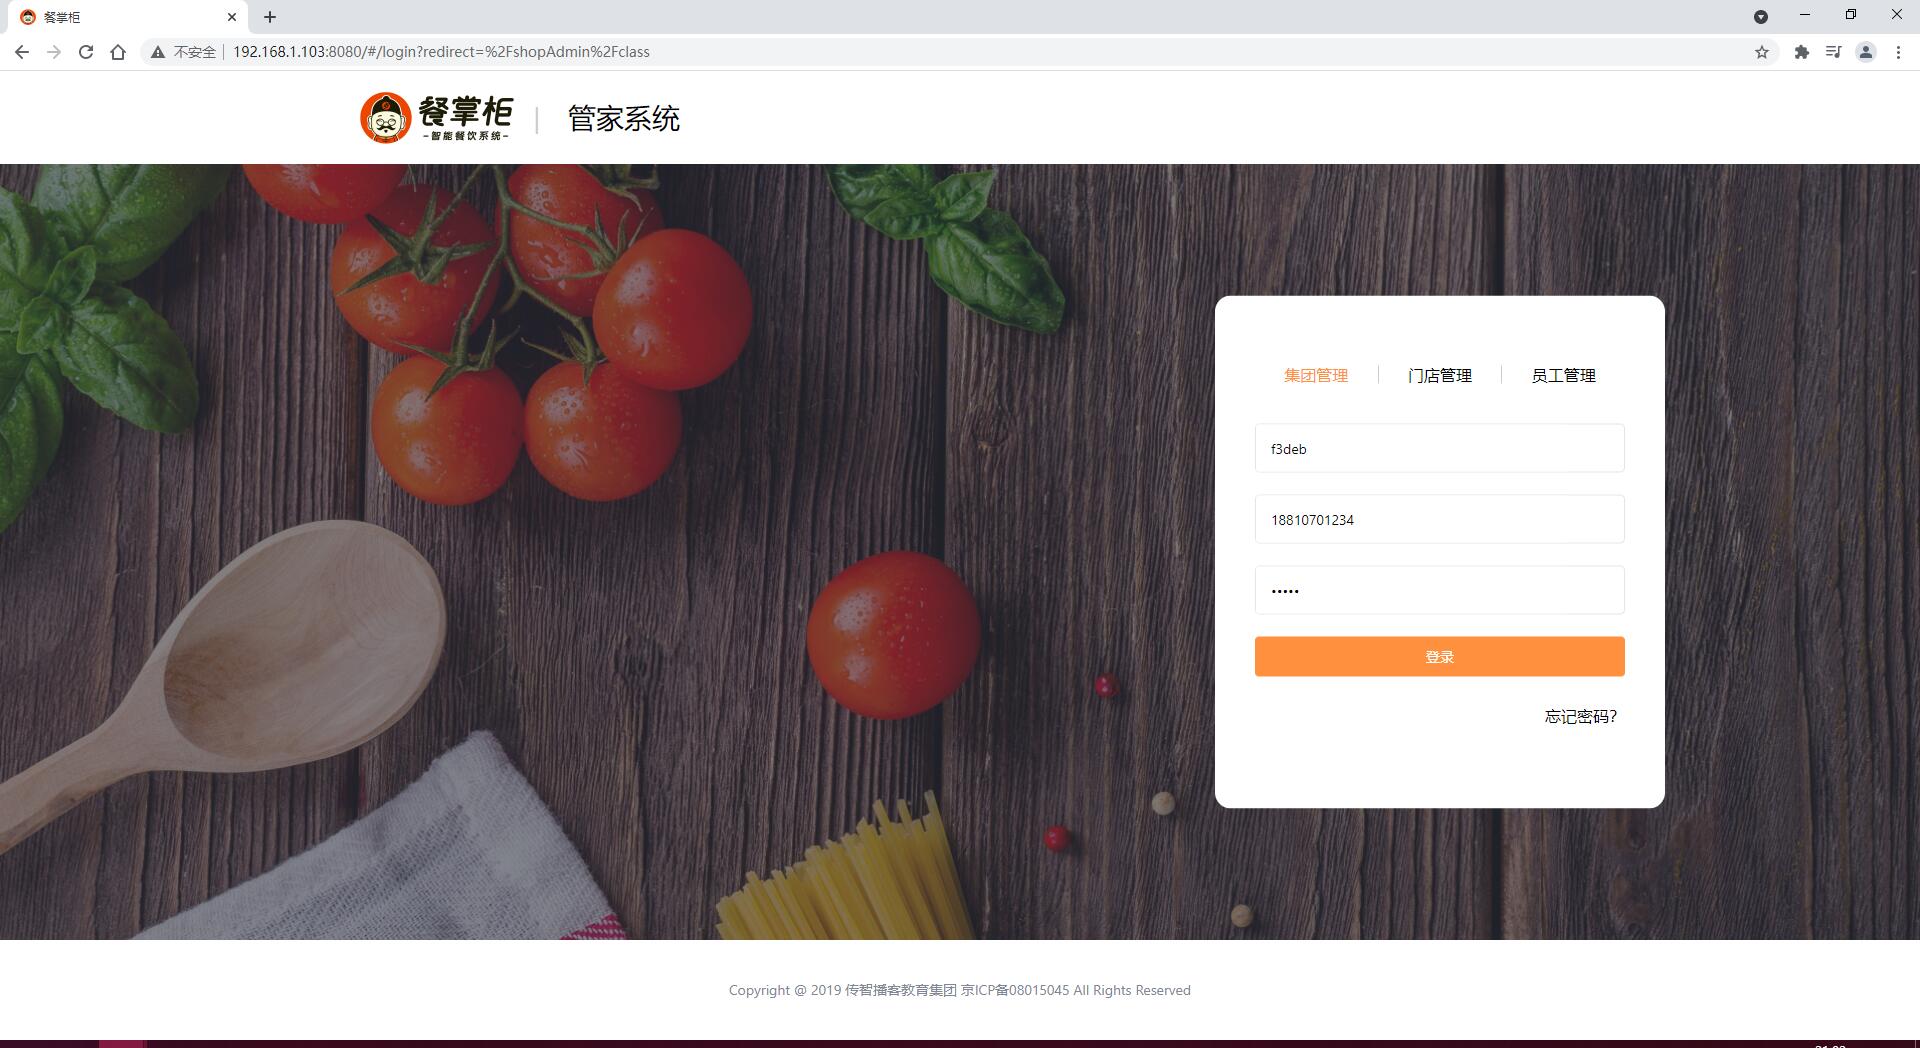 餐掌柜
不安全 192.168.1.103:8080/#/login?redirect=%2FshopAdmin%2Fclass
餐掌柜
-智能餐饮系统-
管家系统
集团管理 门店管理 员工管理
f3deb
18810701234
•••••
登录
忘记密码?
Copyright @ 2019 传智播客教育集团 京ICP备08015045 All Rights Reserved